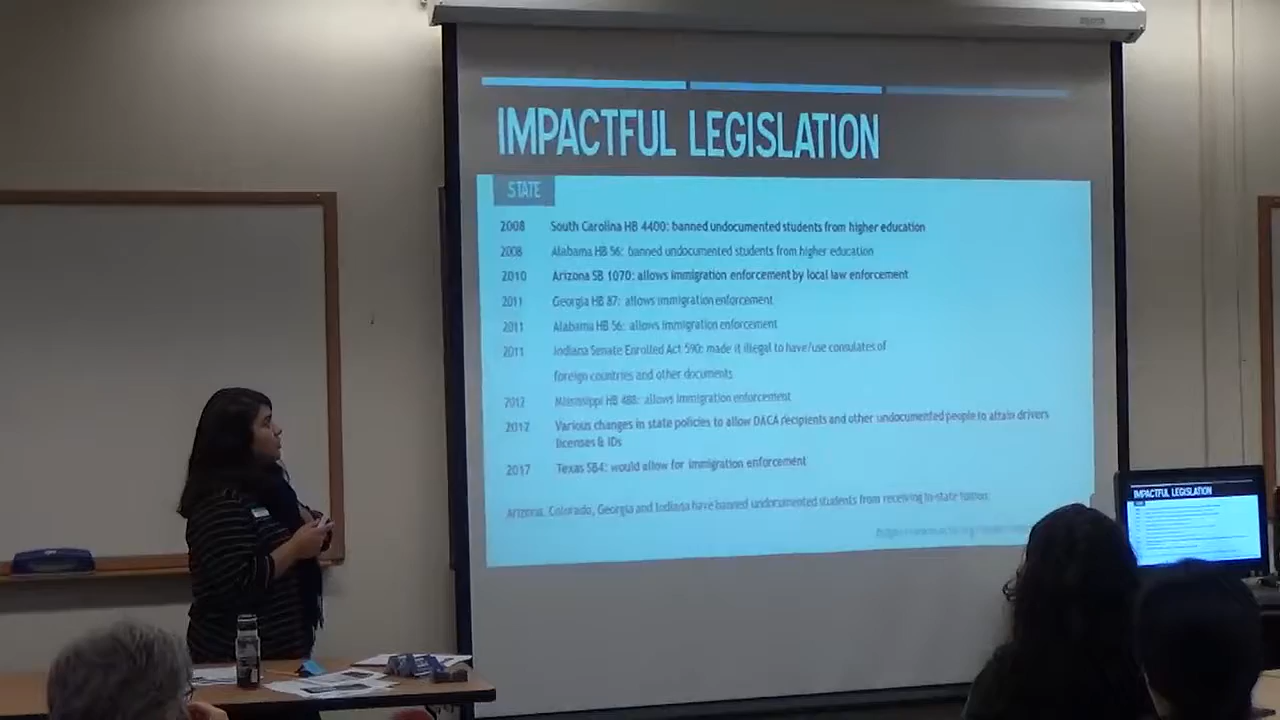 IMPACTFUL LEGISLATION
STATE
2008 South Carolina HB 4400: banned undocumented students from higher education
2008 Alabama HB 56: banned undocumented students from higher education
2010 Arizona SB 1070: allows immigration enforcement by local law enforcement
2011 Georgia HB 87: allows immigration enforcement
2011 Alabama HB 56: allows immigration enforcement
2011 Indiana Senate Enrolled Act 590: made it illegal to have/use consulates of
foreign countries and other documents
2012 Mississippi HB 488: allows immigration enforcement
2012 Various changes in state policies to allow DACA recipients and other undocumented people to attain drivers
licenses & IDs
2017 Texas SB4: would allow for immigration enforcement
Arizona, Colorado, Georgia and Indiana have banned undocumented students from receiving in-state tuition.
IMPACTFUL LEGISLATION